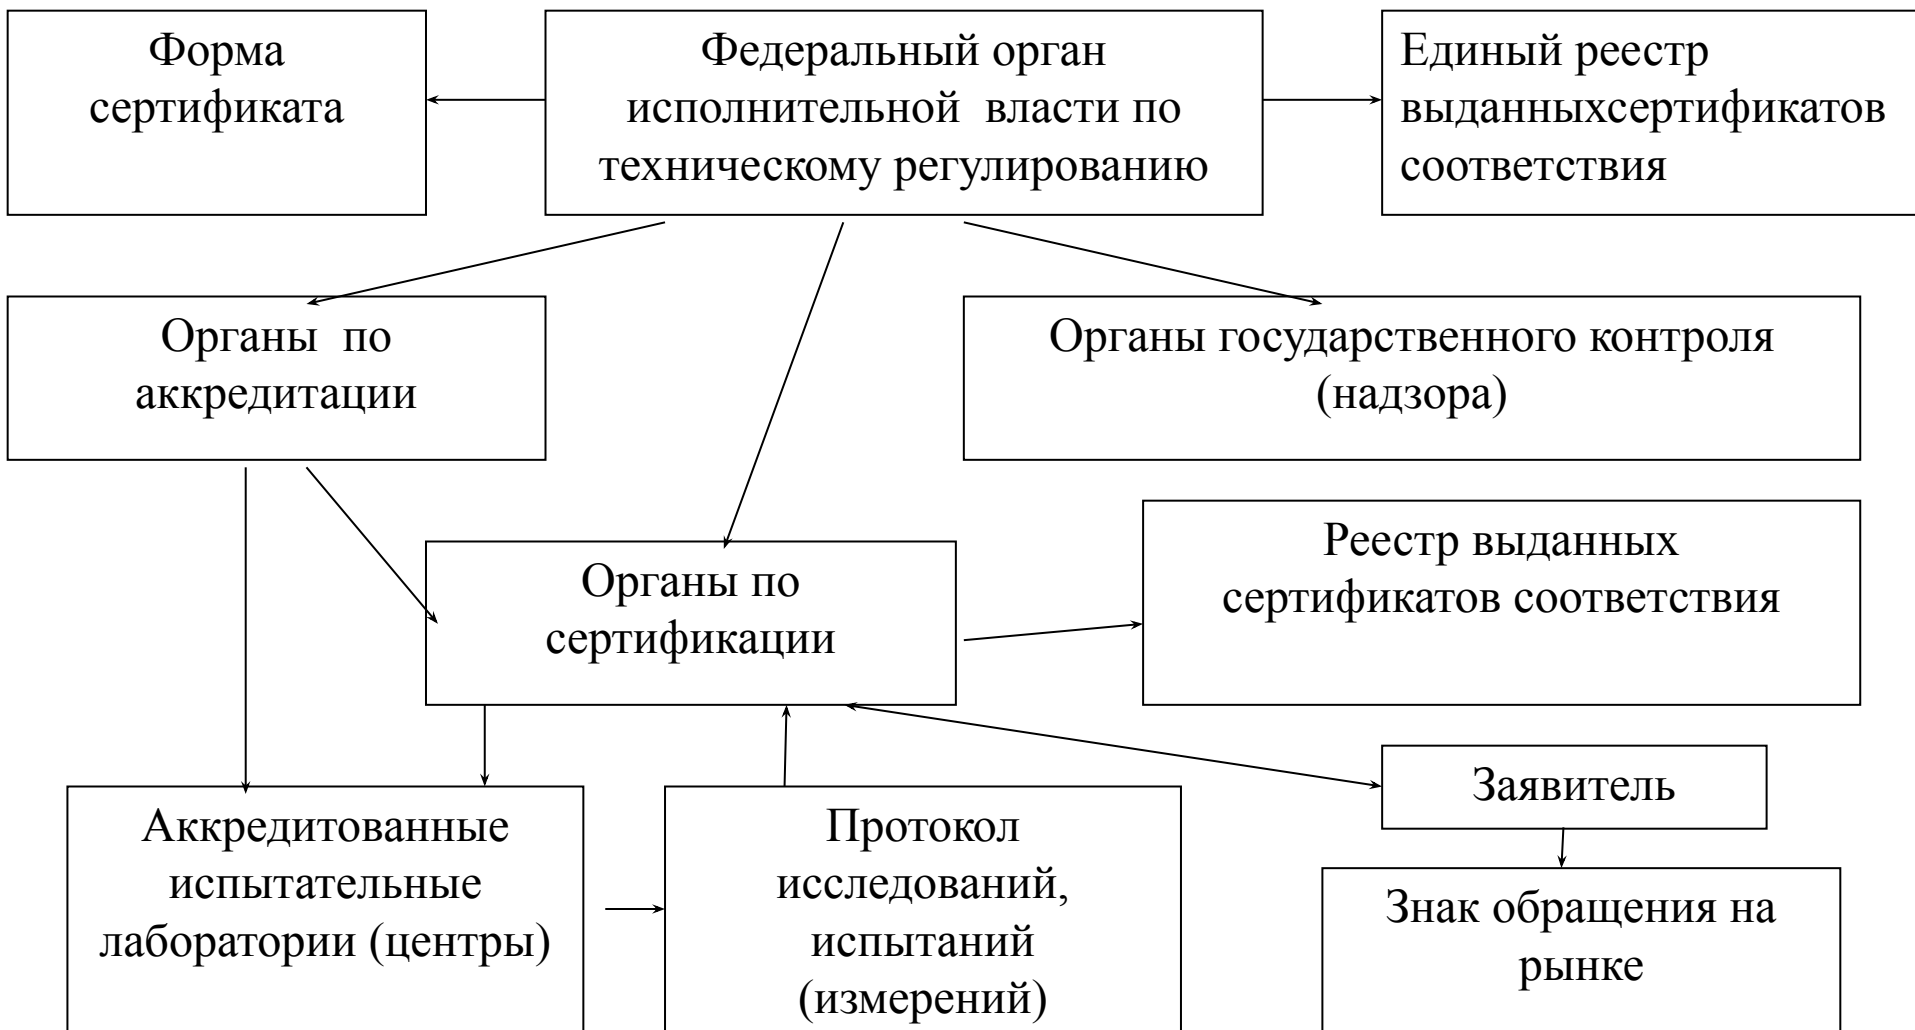 Форма
сертификата
Федеральный орган
исполнительной власти по
техническому регулированию
Единый реестр
выданныхсертификатов
соответствия
Органы по
аккредитации
Органы государственного контроля
(надзора)
Органы по
сертификации
Реестр выданных
сертификатов соответствия
Аккредитованные
испытательные
лаборатории (центры)
Протокол
исследований,
испытаний
(измерений)
Заявитель
Знак обращения на
рынке